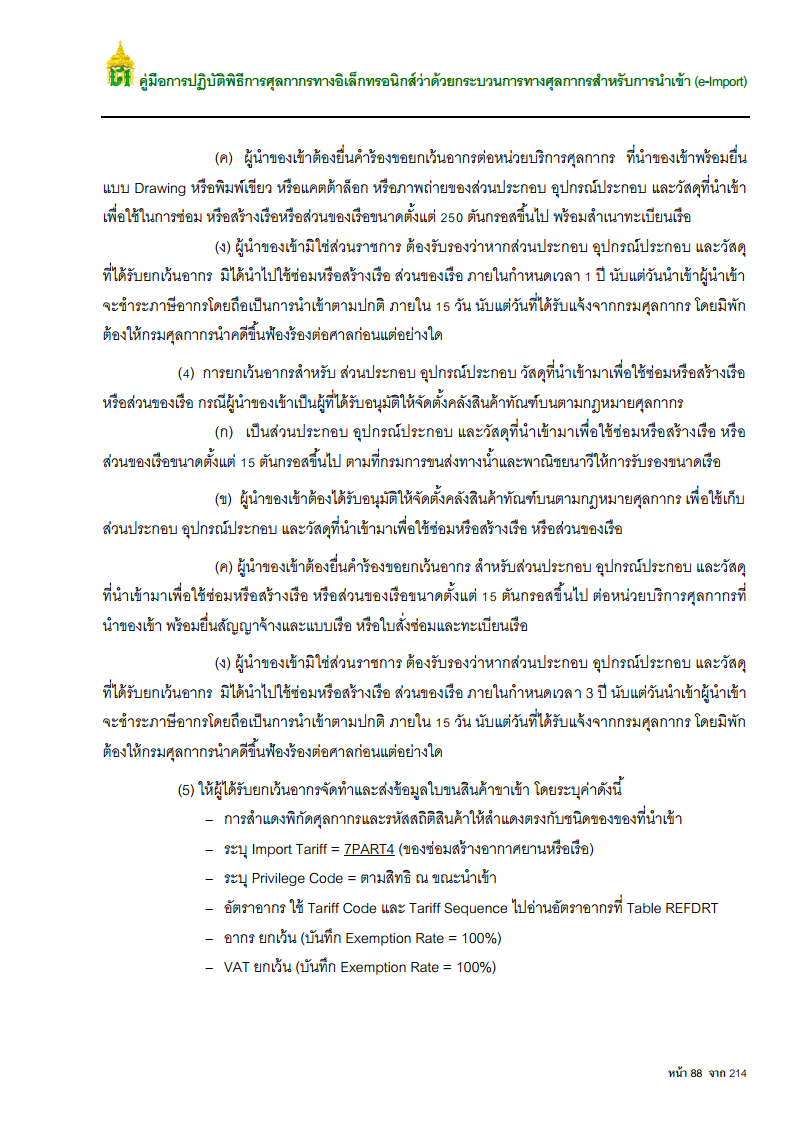 คู่มือการปฏิบัติพิธีการศุลกากรทางอิเล็กทรอนิกส์ว่าด้วยกระบวนการทางศุลกากรสำหรับการนำเข้า (e-Import)
(ค) ผู้นำของเข้าต้องยื่นคำร้องขอยกเว้นอากรต่อหน่วยบริการศุลกากร ที่นำของเข้าพร้อมยื่น
แบบ Drawing หรือพิมพ์เขียว หรือแคตต้าล็อก หรือภาพถ่ายของส่วนประกอบ อุปกรณ์ประกอบ และวัสดุที่นำเข้า
เพื่อใช้ในการซ่อม หรือสร้างเรือหรือส่วนของเรือขนาดตั้งแต่ 250 ตันกรอสขึ้นไป พร้อมสำเนาทะเบียนเรือ
(ง) ผู้นำของเข้ามิใช่ส่วนราชการ ต้องรับรองว่าหากส่วนประกอบ อุปกรณ์ประกอบ และวัสดุ
ที่ได้รับยกเว้นอากร มิได้นำไปใช้ซ่อมหรือสร้างเรือ ส่วนของเรือ ภายในกำหนดเวลา 1 ปี นับแต่วันนำเข้าผู้นำเข้า
จะชำระภาษีอากรโดยถือเป็นการนำเข้าตามปกติ ภายใน 15 วัน นับแต่วันที่ได้รับแจ้งจากกรมศุลกากร โดยมิพัก
ต้องให้กรมศุลกากรนำคดีขึ้นฟ้องร้องต่อศาลก่อนแต่อย่างใด
(4) การยกเว้นอากรสำหรับ ส่วนประกอบ อุปกรณ์ประกอบ วัสดุที่นำเข้ามาเพื่อใช้ซ่อมหรือสร้างเรือ
หรือส่วนของเรือ กรณีผู้นำของเข้าเป็นผู้ที่ได้รับอนุมัติให้จัดตั้งคลังสินค้าทัณฑ์บนตามกฎหมายศุลกากร
(ก) เป็นส่วนประกอบ อุปกรณ์ประกอบ และวัสดุที่นำเข้ามาเพื่อใช้ซ่อมหรือสร้างเรือ หรือ
ส่วนของเรือขนาดตั้งแต่ 15 ตันกรอสขึ้นไป ตามที่กรมการขนส่งทางน้ำและพาณิชยนาวีให้การรับรองขนาดเรือ
(ข) ผู้นำของเข้าต้องได้รับอนุมัติให้จัดตั้งคลังสินค้าทัณฑ์บนตามกฎหมายศุลกากร เพื่อใช้เก็บ
ส่วนประกอบ อุปกรณ์ประกอบ และวัสดุที่นำเข้ามาเพื่อใช้ซ่อมหรือสร้างเรือ หรือส่วนของเรือ
(ค) ผู้นำของเข้าต้องยื่นคำร้องขอยกเว้นอากร สำหรับส่วนประกอบ อุปกรณ์ประกอบ และวัสดุ
ที่นำเข้ามาเพื่อใช้ซ่อมหรือสร้างเรือ หรือส่วนของเรือขนาดตั้งแต่ 15 ตันกรอสขึ้นไป ต่อหน่วยบริการศุลกากรที่
นำของเข้า พร้อมยื่นสัญญาจ้างและแบบเรือ หรือใบสั่งซ่อมและทะเบียนเรือ
(ง) ผู้นำของเข้ามิใช่ส่วนราชการ ต้องรับรองว่าหากส่วนประกอบ อุปกรณ์ประกอบ และวัสดุ
ที่ได้รับยกเว้นอากร มิได้นำไปใช้ซ่อมหรือสร้างเรือ ส่วนของเรือ ภายในกำหนดเวลา 3 ปี นับแต่วันนำเข้าผู้นำเข้า
จะชำระภาษีอากรโดยถือเป็นการนำเข้าตามปกติ ภายใน 15 วัน นับแต่วันที่ได้รับแจ้งจากกรมศุลกากร โดยมิพัก
ต้องให้กรมศุลกากรนำคดีขึ้นฟ้องร้องต่อศาลก่อนแต่อย่างใด
(5) ให้ผู้ได้รับยกเว้นอากรจัดทำและส่งข้อมูลใบขนสินค้าขาเข้า โดยระบุค่าดังนี้
– การสำแดงพิกัดศุลกากรและรหัสสถิติสินค้าให้สำแดงตรงกับชนิดของของที่นำเข้า
– ระบุ Import Tariff = 7PART4 (ของซ่อมสร้างอากาศยานหรือเรือ)
– ระบุ Privilege Code = ตามสิทธิ ณ ขณะนำเข้า
– อัตราอากร ใช้ Tariff Code และ Tariff Sequence ไปอ่านอัตราอากรที่ Table REFDRT
– อากร ยกเว้น (บันทึก Exemption Rate = 100%)
– VAT ยกเว้น (บันทึก Exemption Rate = 100%)
หน้า 88 จาก 214